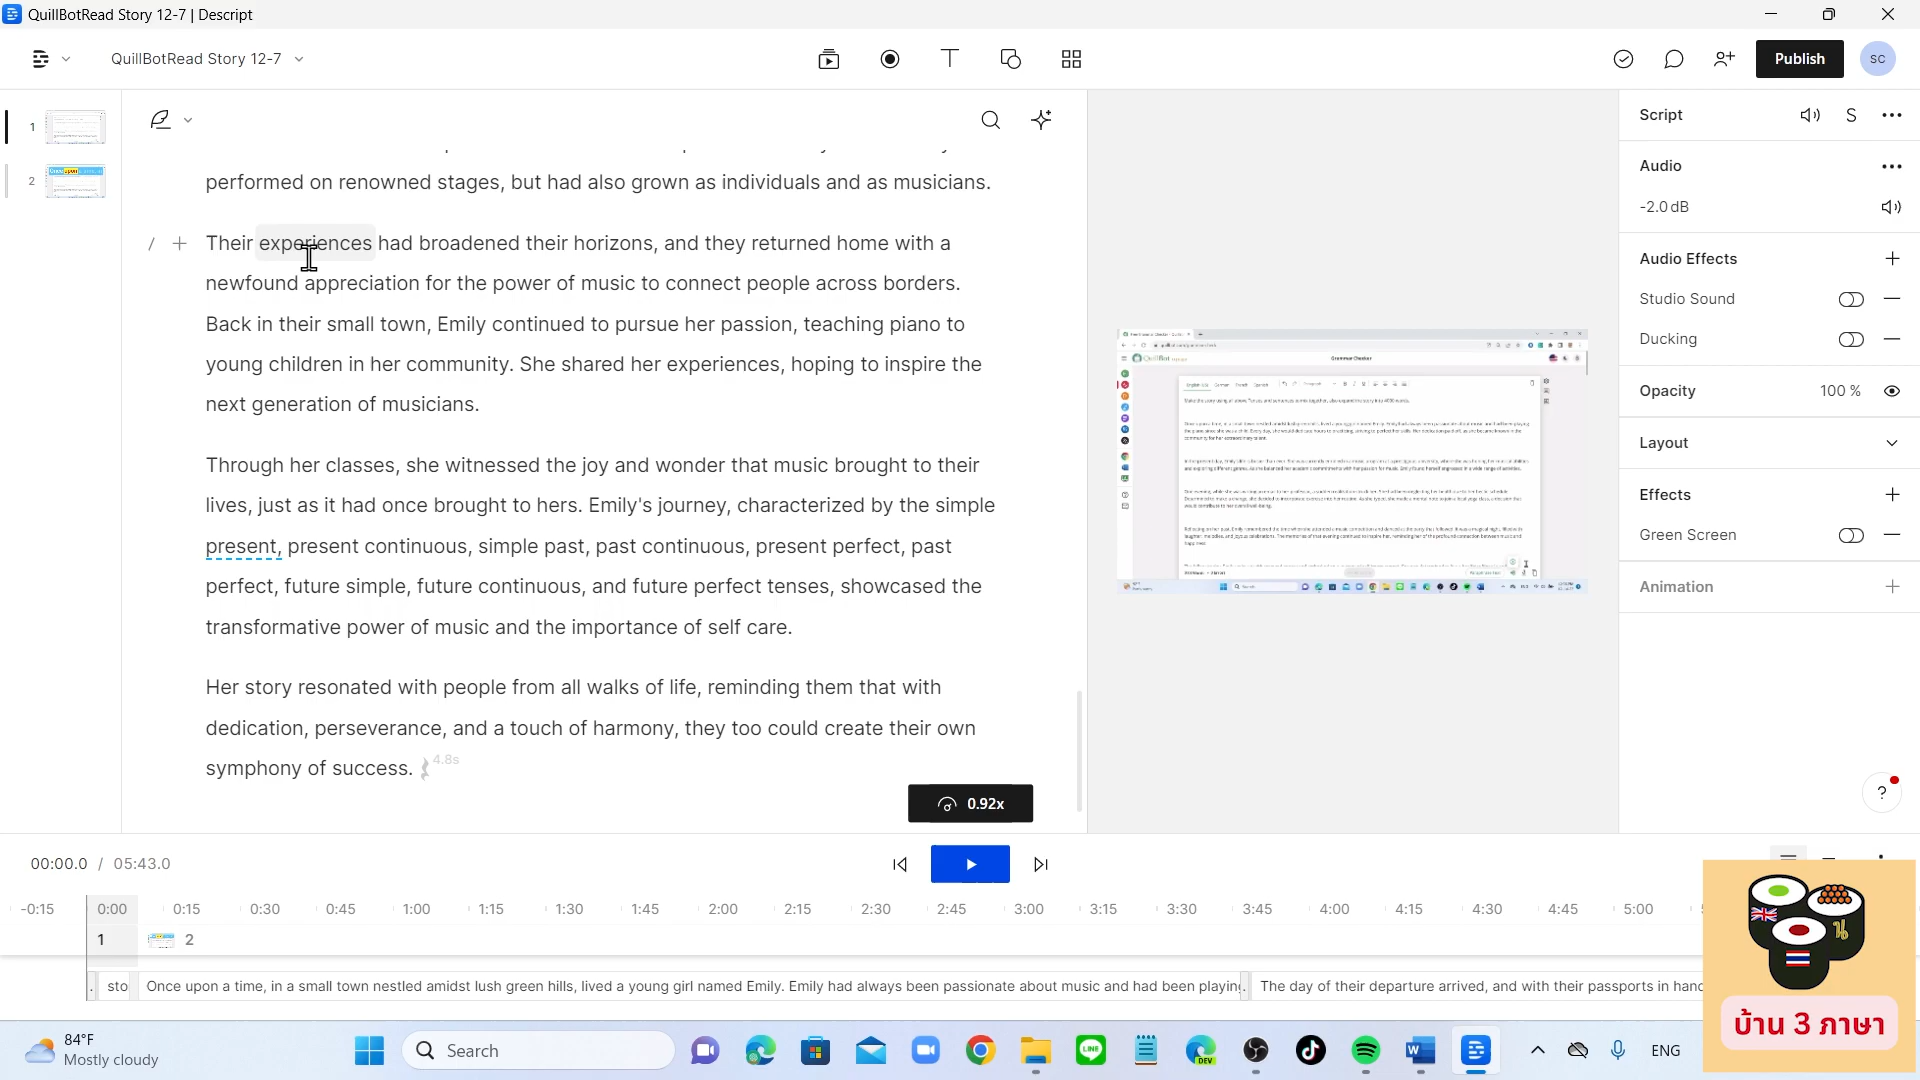 QuillBotRead Story 12-7 | Descript
QuillBotRead Story 12-7
Publish
SC
1
2
performed on renowned stages, but had also grown as individuals and as musicians.
/ + Their experiences had broadened their horizons, and they returned home with a
newfound appreciation for the power of music to connect people across borders.
Back in their small town, Emily continued to pursue her passion, teaching piano to
young children in her community. She shared her experiences, hoping to inspire the
next generation of musicians.
Through her classes, she witnessed the joy and wonder that music brought to their
lives, just as it had once brought to hers. Emily's journey, characterized by the simple
present, present continuous, simple past, past continuous, present perfect, past
perfect, future simple, future continuous, and future perfect tenses, showcased the
transformative power of music and the importance of self care.
Her story resonated with people from all walks of life, reminding them that with
dedication, perseverance, and a touch of harmony, they too could create their own
symphony of success. 4.8s
0.92x
QuillBot
Grammar Checker
Script S
Audio
-2.0 dB
Audio Effects
Studio Sound
Ducking
Opacity 100 %
Layout
Effects
Green Screen
Animation
?
00:00.0 / 05:43.0
-0:15 0:00 0:15 0:30 0:45 1:00 1:15 1:30 1:45 2:00 2:15 2:30 2:45 3:00 3:15 3:30 3:45 4:00 4:15 4:30 4:45 5:00
1 2
. sto Once upon a time, in a small town nestled amidst lush green hills, lived a young girl named Emily. Emily had always been passionate about music and had been playing . The day of their departure arrived, and with their passports in hand
น
บ้าน 3 ภาษา
84°F
Mostly cloudy
Search
DEV
ENG